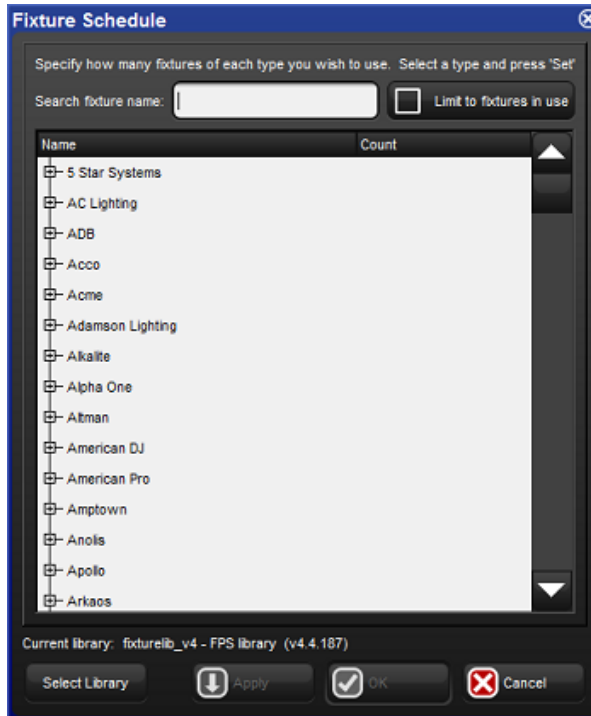 Fixture Schedule
Specify how many fixtures of each type you wish to use. Select a type and press 'Set'
Search fixture name:
Limit to fixtures in use
Name Count
5 Star Systems
AC Lighting
ADB
Acco
Acme
Adamson Lighting
Alkalite
Alpha One
Altman
American DJ
American Pro
Amptown
Anolis
Apollo
Arkaos
Current library: fixturelib_v4 - FPS library (v4.4.187)
Select Library Apply OK Cancel